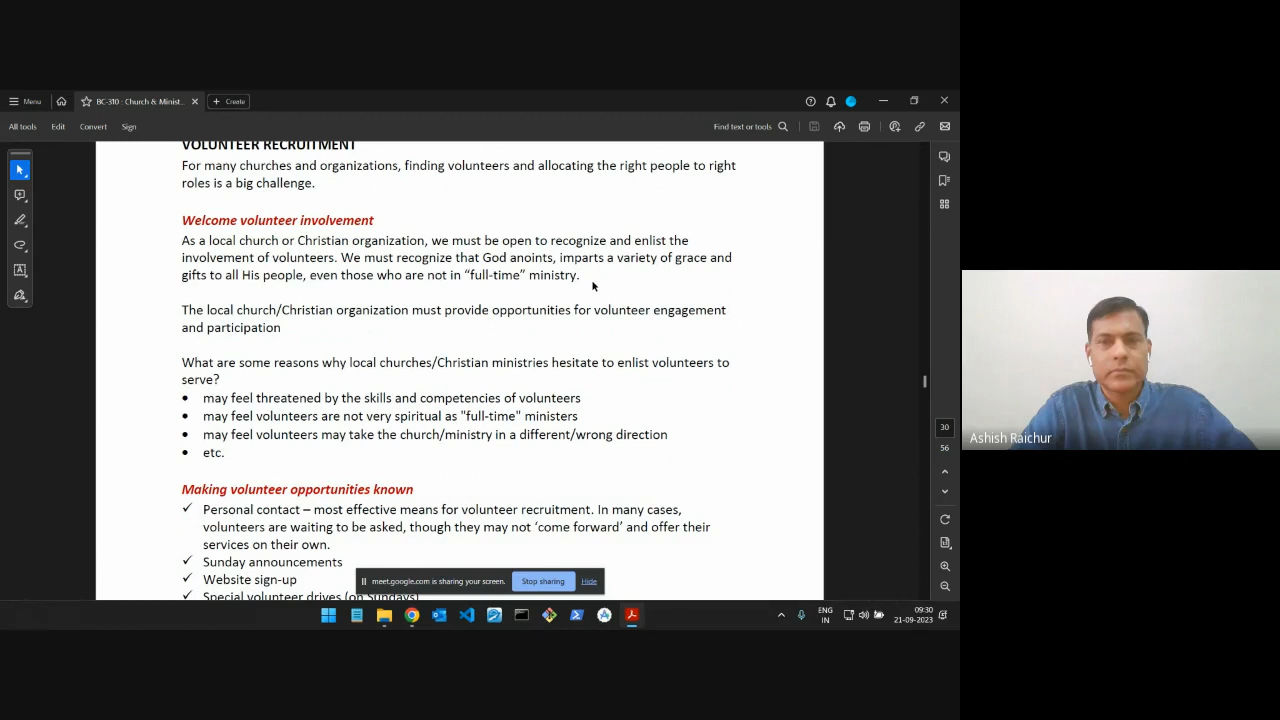 Menu
BC-310 : Church & Minist...
Create
All tools
Edit
Convert
Sign
Find text or tools
VOLUNTEER RECRUITMENT
For many churches and organizations, finding volunteers and allocating the right people to right
roles is a big challenge.
Welcome volunteer involvement
As a local church or Christian organization, we must be open to recognize and enlist the
involvement of volunteers. We must recognize that God anoints, imparts a variety of grace and
gifts to all His people, even those who are not in “full-time” ministry.
The local church/Christian organization must provide opportunities for volunteer engagement
and participation
What are some reasons why local churches/Christian ministries hesitate to enlist volunteers to
serve?
• may feel threatened by the skills and competencies of volunteers
• may feel volunteers are not very spiritual as "full-time" ministers
• may feel volunteers may take the church/ministry in a different/wrong direction
• etc.
Making volunteer opportunities known
✓ Personal contact – most effective means for volunteer recruitment. In many cases,
volunteers are waiting to be asked, though they may not ‘come forward’ and offer their
services on their own.
✓ Sunday announcements
✓ Website sign-up
✓ Special volunteer drives (on Sundays)
30
56
meet.google.com is sharing your screen.
Stop sharing
Hide
ENG
IN
09:30
21-09-2023
Ashish Raichur